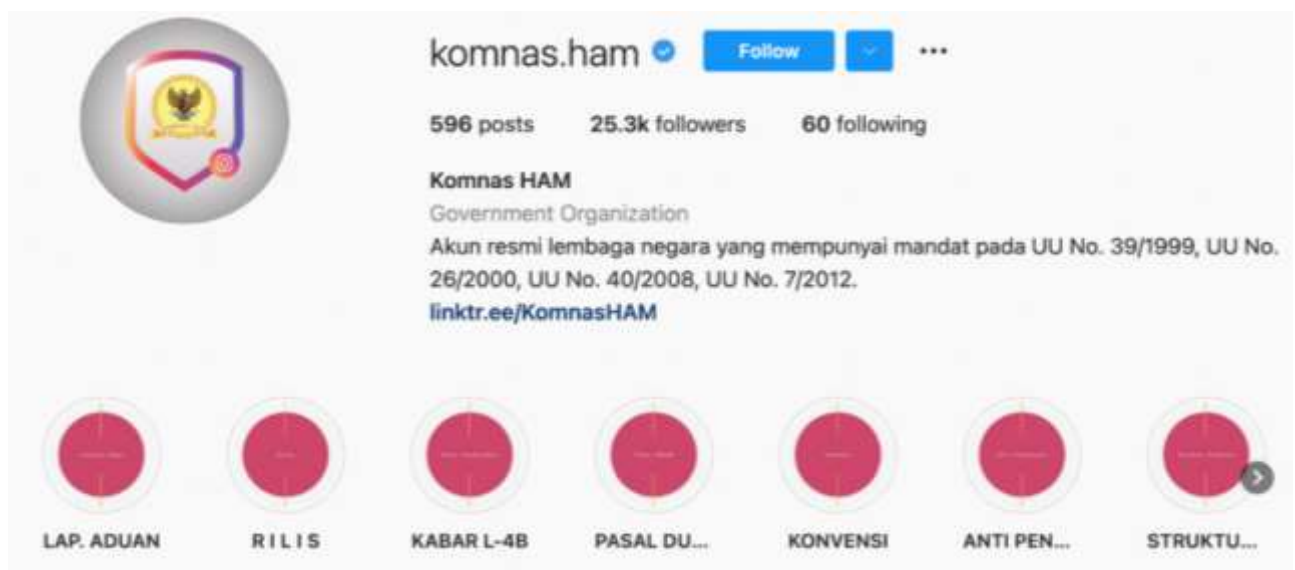 komnas.ham Follow
596 posts 25.3k followers 60 following
Komnas HAM
Government Organization
Akun resmi lembaga negara yang mempunyai mandat pada UU No. 39/1999, UU No.
26/2000, UU No. 40/2008, UU No. 7/2012.
linktr.ee/KomnasHAM
LAP. ADUAN R I L I S KABAR L-4B PASAL DU... KONVENSI ANTI PEN... STRUKTU...